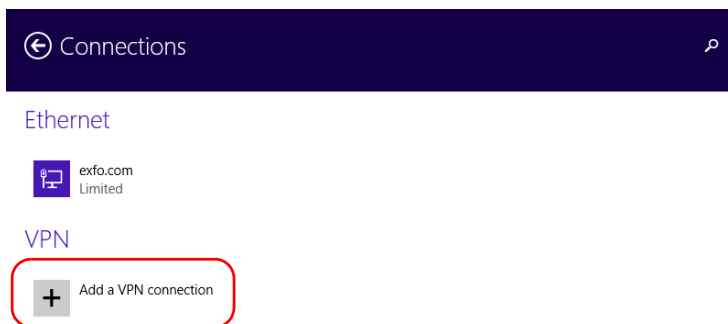 Connections
Ethernet
exfo.com
Limited
VPN
Add a VPN connection